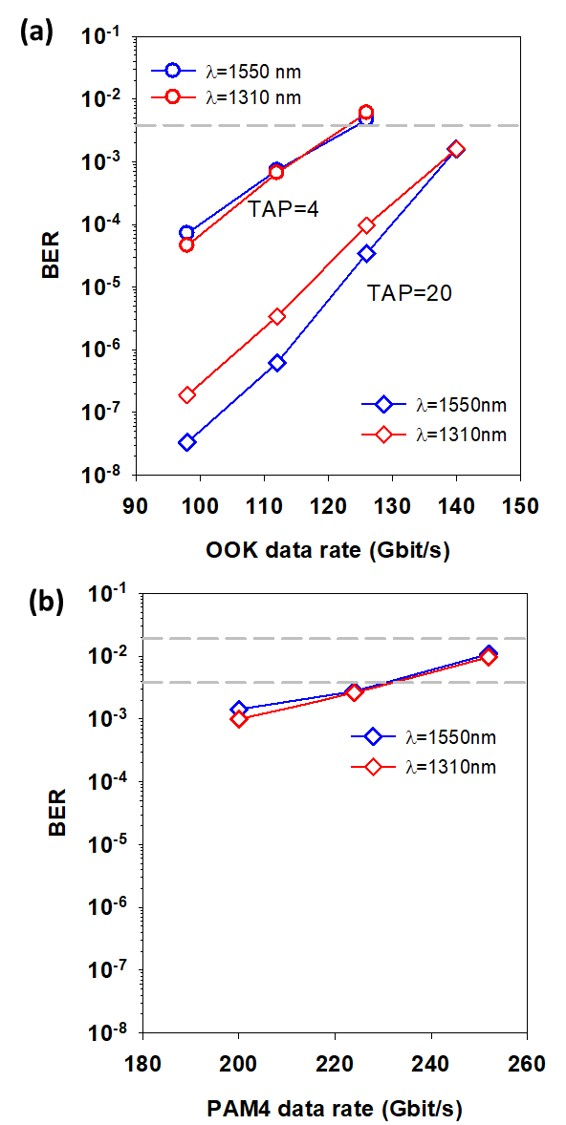 (a)
10-1
λ=1550 nm
10-2
λ=1310 nm
10-3
TAP=4
10-4
BER
10-5
TAP=20
10-6
10-7
λ=1550nm
λ=1310nm
10-8
90 100 110 120 130 140 150
OOK data rate (Gbit/s)
(b)
10-1
10-2
10-3
λ=1550nm
λ=1310nm
10-4
BER
10-5
10-6
10-7
10-8
180 200 220 240 260
PAM4 data rate (Gbit/s)